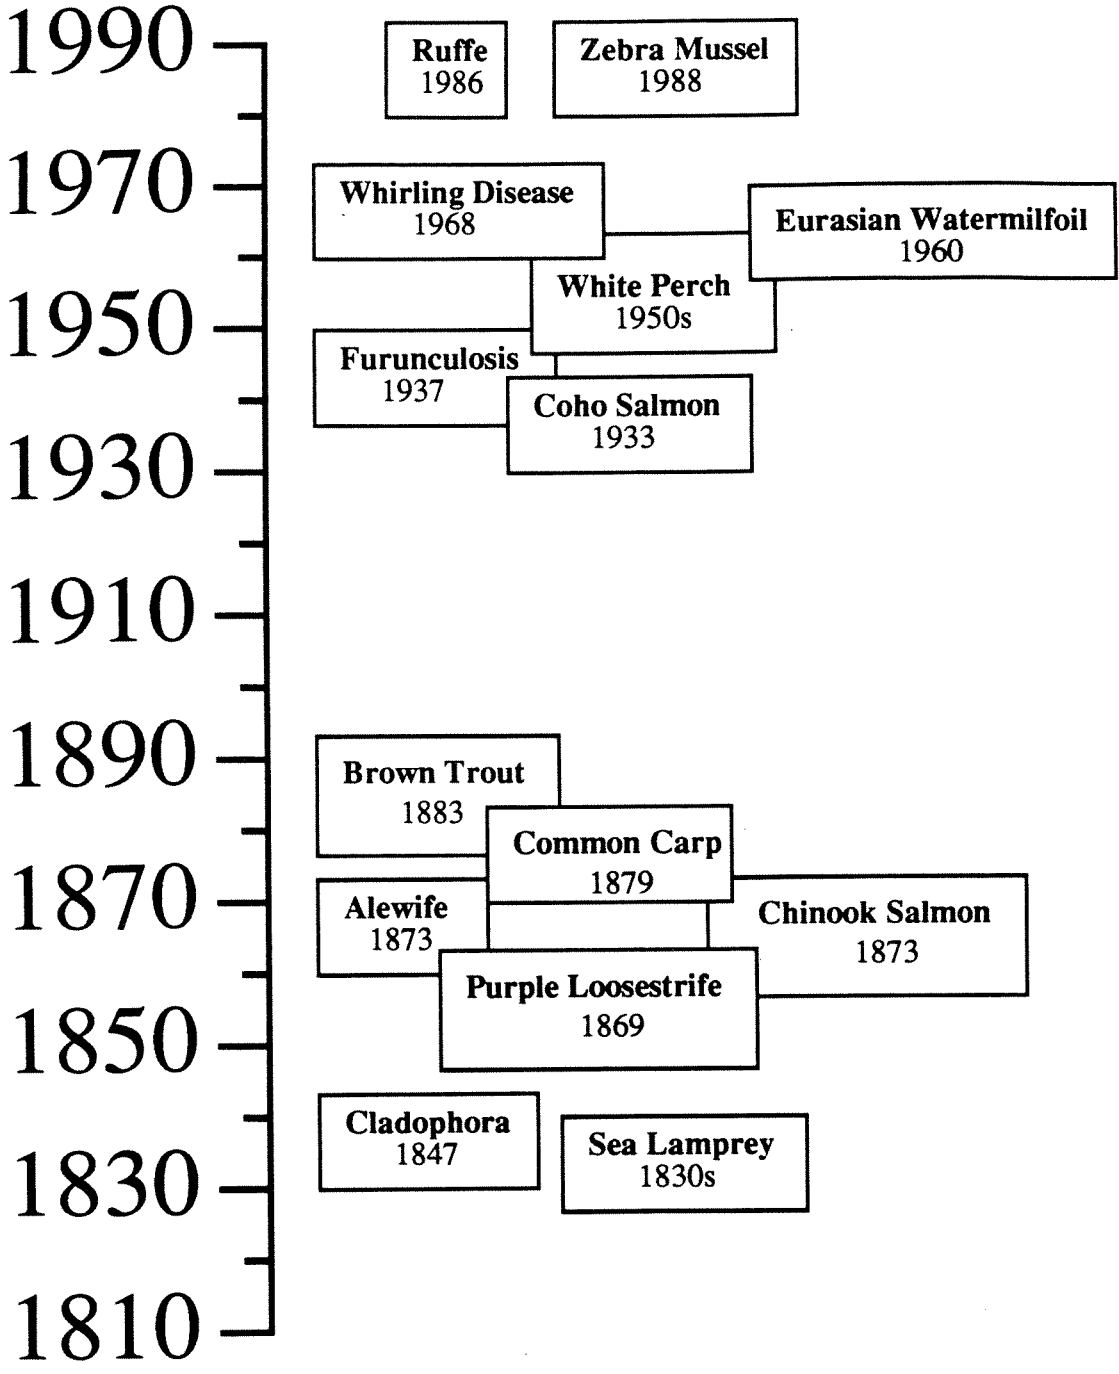 1990
Ruffe
1986
Zebra Mussel
1988
1970
Whirling Disease
1968
Eurasian Watermilfoil
1960
White Perch
1950s
1950
Furunculosis
1937
Coho Salmon
1933
1930
1910
1890
Brown Trout
1883
Common Carp
1879
1870
Alewife
1873
Chinook Salmon
1873
Purple Loosestrife
1869
1850
Cladophora
1847
Sea Lamprey
1830s
1830
1810